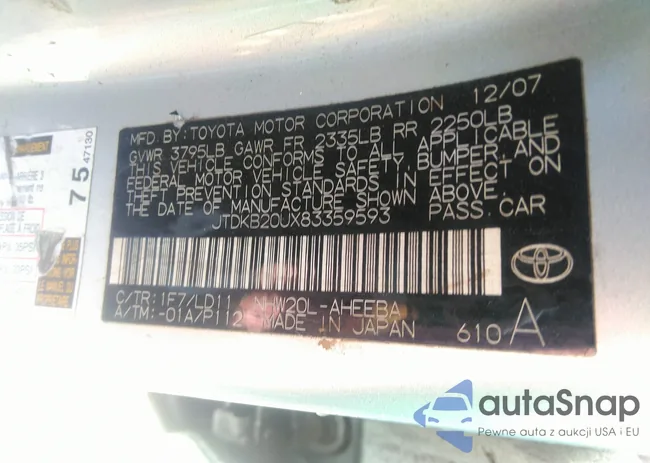 MFD. BY: TOYOTA MOTOR CORPORATION 12/07
GVWR 3795LB GAWR FR 2335LB RR 2250LB
THIS VEHICLE CONFORMS TO ALL APPLICABLE
FEDERAL MOTOR VEHICLE SAFETY, BUMPER, AND
THEFT PREVENTION STANDARDS IN EFFECT ON
THE DATE OF MANUFACTURE SHOWN ABOVE.
JTDKB20UX83359593 PASS.CAR
C/TR: 1F7/LD11 NHW20L-AHEEBA
A/TM: -01A/P112 MADE IN JAPAN 610 A
75
47130
autaSnap
Pewne auta z aukcji USA i EU